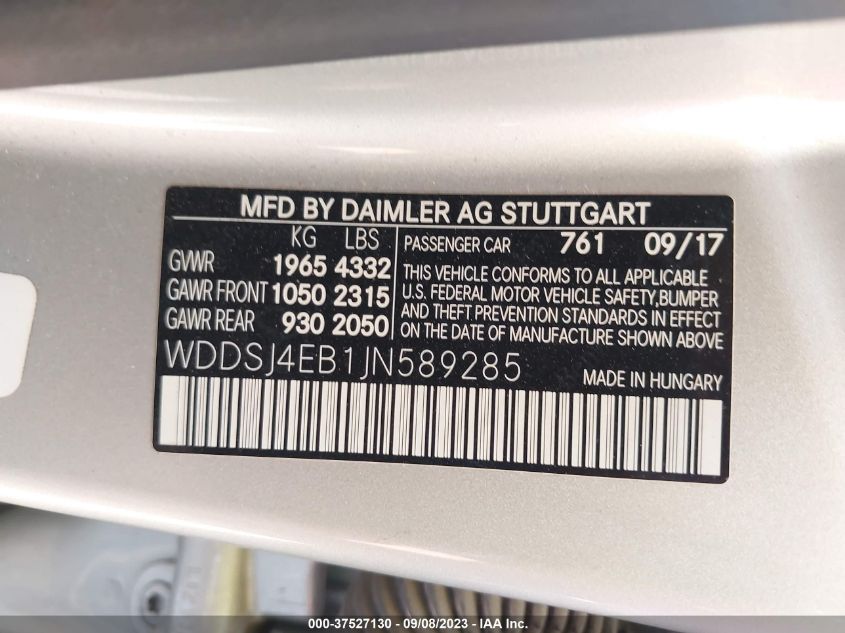 MFD BY DAIMLER AG STUTTGART
KG LBS
GVWR 1965 4332
GAWR FRONT 1050 2315
GAWR REAR 930 2050
PASSENGER CAR 761 09/17
THIS VEHICLE CONFORMS TO ALL APPLICABLE
U.S. FEDERAL MOTOR VEHICLE SAFETY,BUMPER
AND THEFT PREVENTION STANDARDS IN EFFECT
ON THE DATE OF MANUFACTURE SHOWN ABOVE
WDDSJ4EB1JN589285
MADE IN HUNGARY
000-37527130 - 09/08/2023 - IAA Inc.